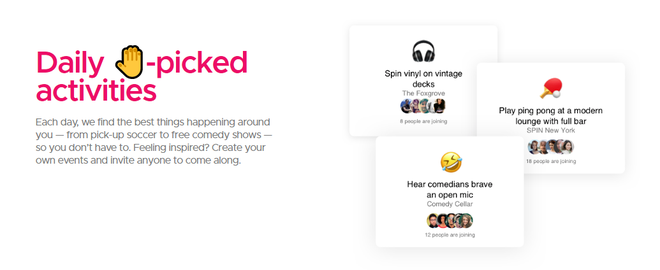 Daily 🤚-picked
activities
Each day, we find the best things happening around
you — from pick-up soccer to free comedy shows —
so you don't have to. Feeling inspired? Create your
own events and invite anyone to come along.
Spin vinyl on vintage
decks
The Foxgrove
8 people are joining
Play ping pong at a modern
lounge with full bar
SPIN New York
18 people are joining
Hear comedians brave
an open mic
Comedy Cellar
12 people are joining